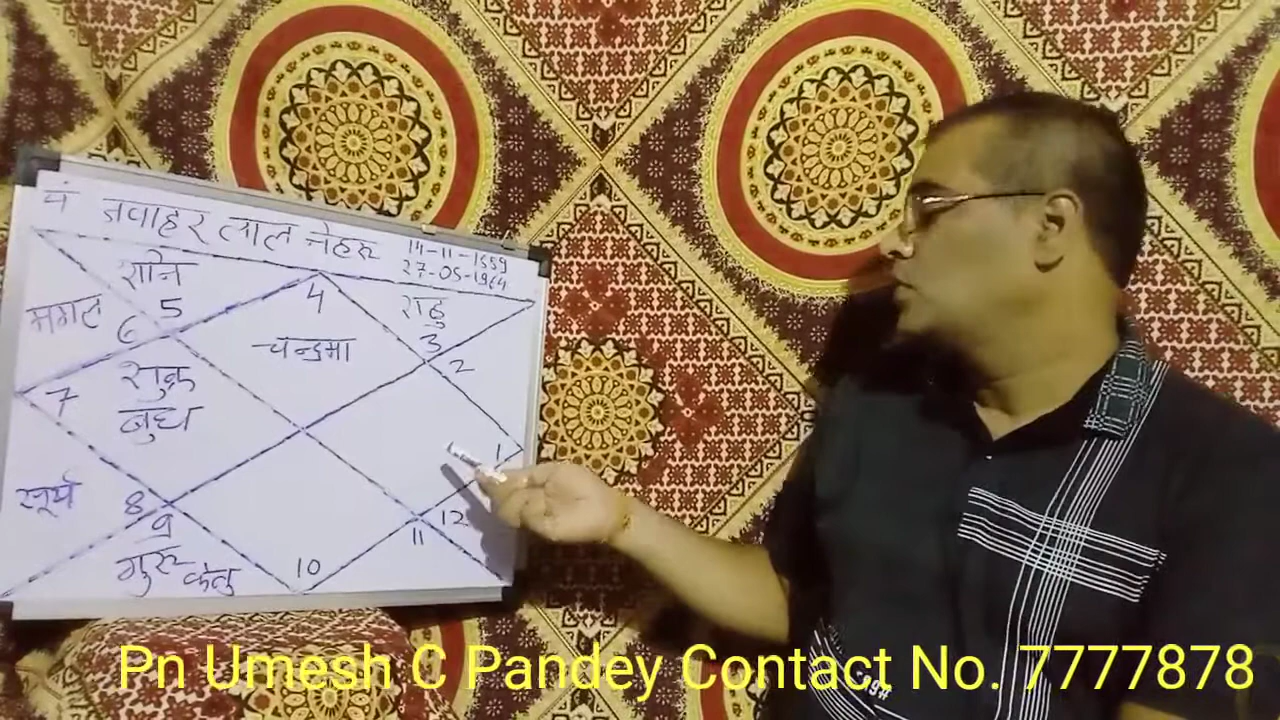 पं जवाहर लाल नेहरू
14-11-1889
27-05-1964
शनि
5
मंगल
6
4
चन्द्रमा
राहु
3
2
7
शुक्र
बुध
1
सूर्य
8
9
गुरु केतु
10
11
12
Pn Umesh C Pandey Contact No. 7777878